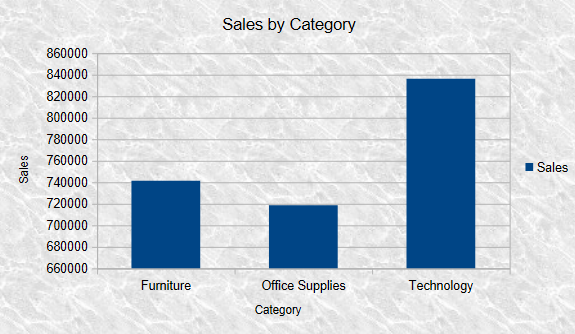 Sales by Category
860000
840000
820000
800000
780000
760000
740000
720000
700000
680000
660000
Sales
Furniture
Office Supplies
Technology
Category
Sales